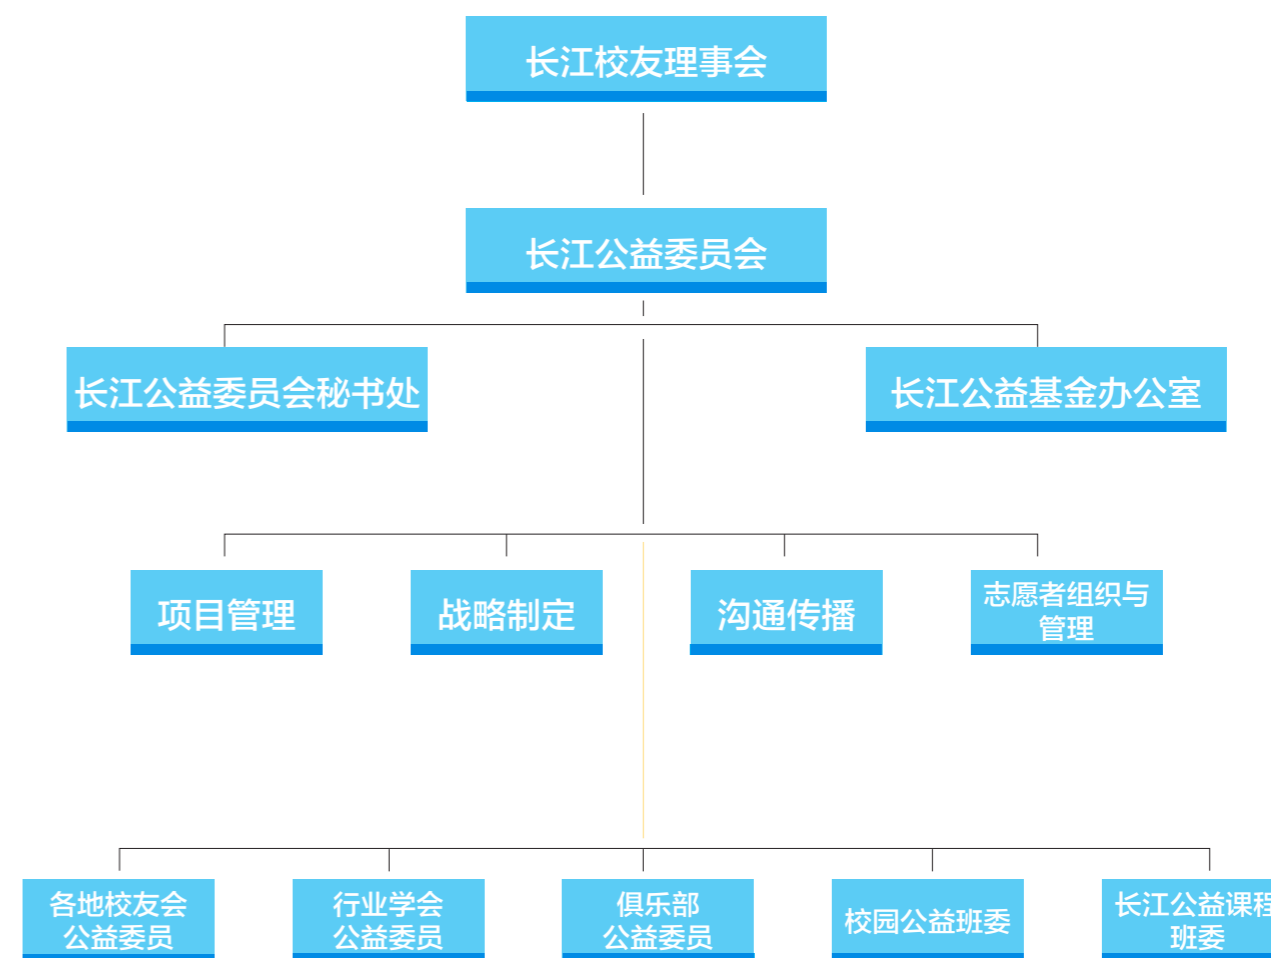 长江校友理事会
长江公益委员会
长江公益委员会秘书处
长江公益基金办公室
项目管理
战略制定
沟通传播
志愿者组织与
管理
各地校友会
公益委员
行业学会
公益委员
俱乐部
公益委员
校园公益班委
长江公益课程
班委